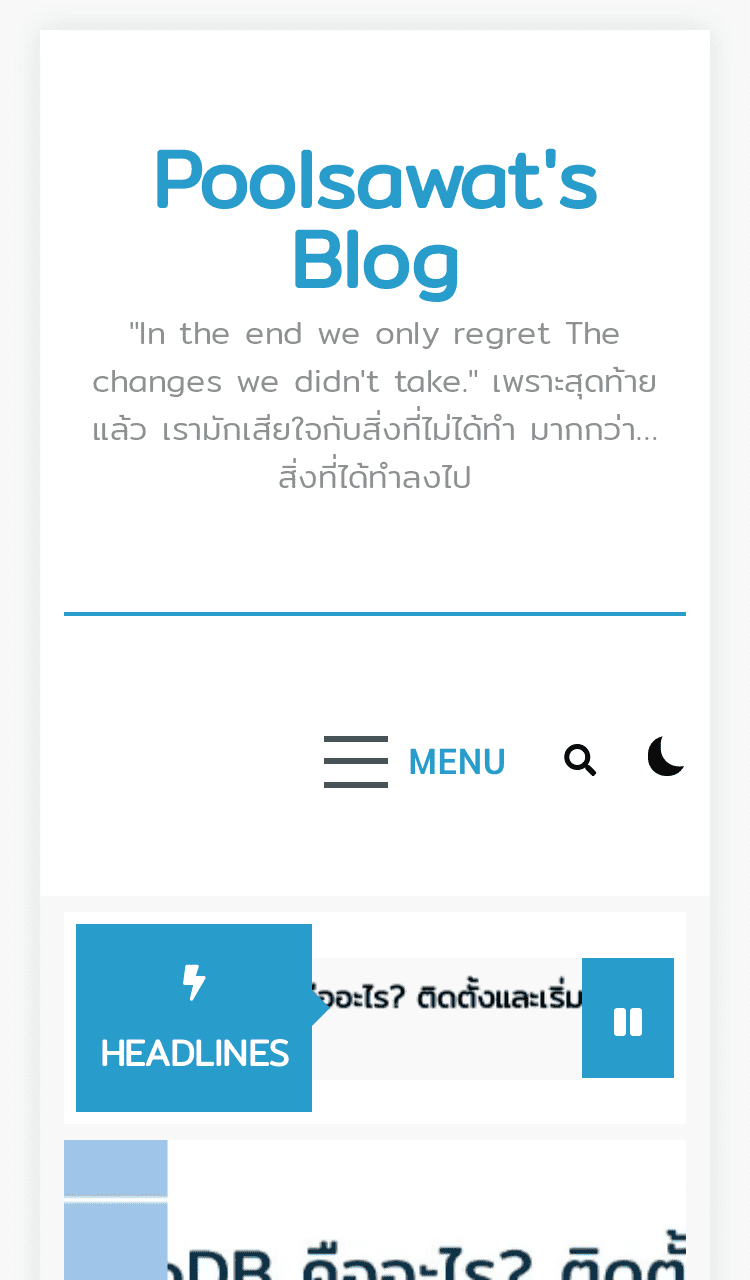 Poolsawat's
Blog
"In the end we only regret The
changes we didn't take." เพราะสุดท้าย
แล้ว เรามักเสียใจกับสิ่งที่ไม่ได้ทำ มากกว่า...
สิ่งที่ได้ทำลงไป
MENU
HEADLINES
คืออะไร? ติดตั้งและเริ่ม
DB คืออะไร? ติดตั้